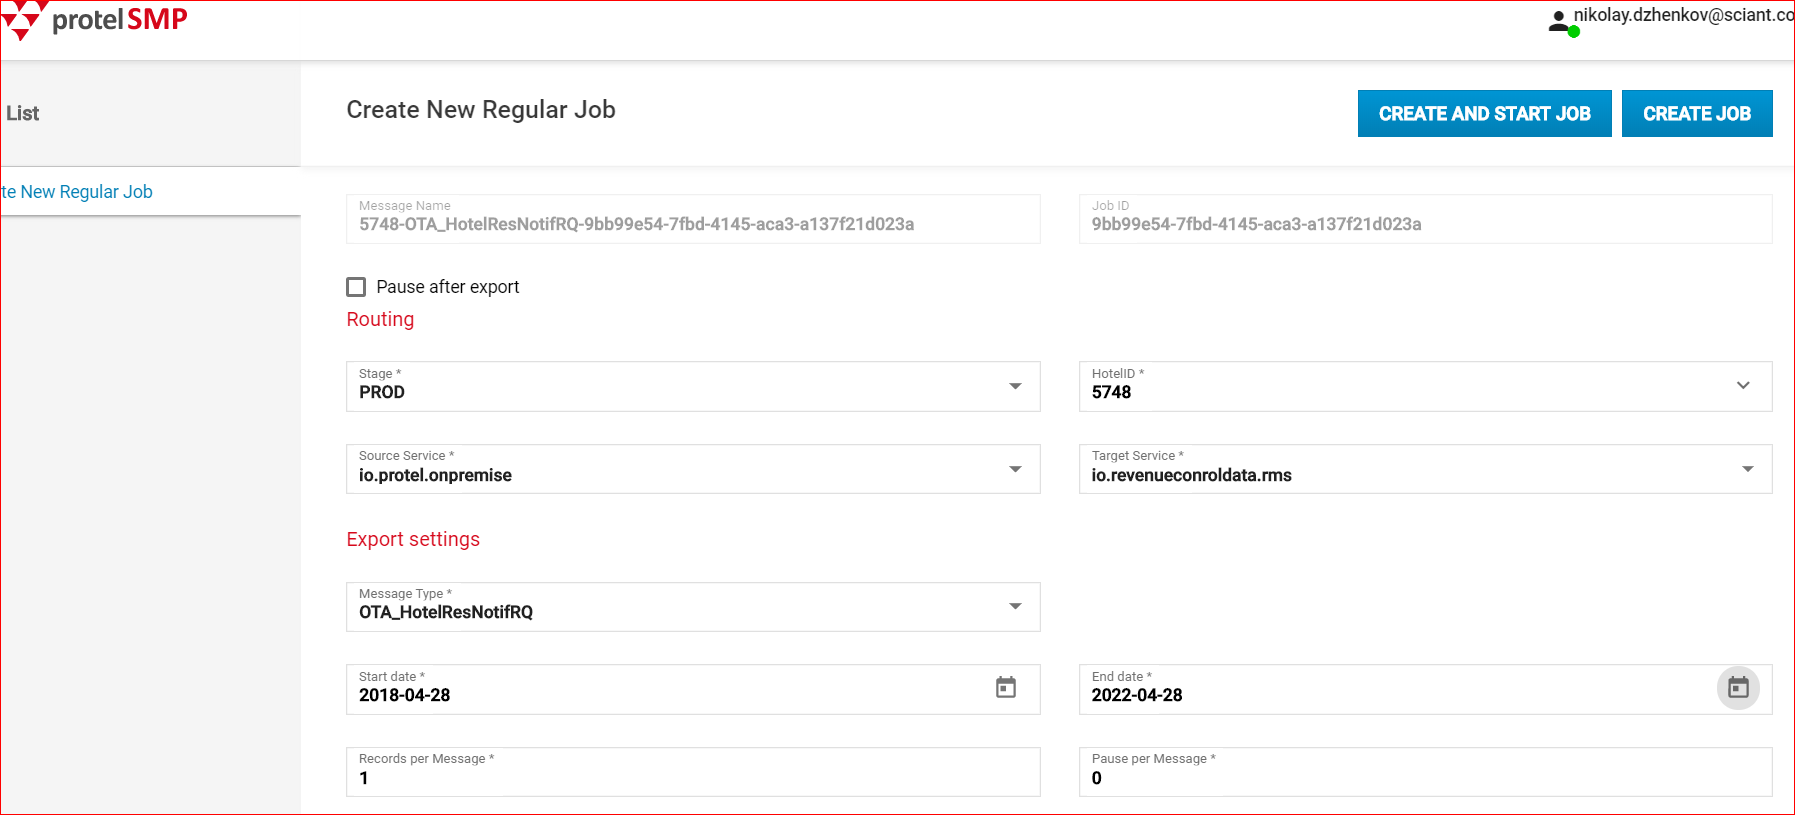 protel SMP
nikolay.dzhenkov@sciant.co
List
Create New Regular Job
CREATE AND START JOB
CREATE JOB
te New Regular Job
Message Name
5748-OTA_HotelResNotifRQ-9bb99e54-7fbd-4145-aca3-a137f21d023a
Job ID
9bb99e54-7fbd-4145-aca3-a137f21d023a
Pause after export
Routing
Stage *
PROD
HotelID *
5748
Source Service *
io.protel.onpremise
Target Service *
io.revenueconroldata.rms
Export settings
Message Type *
OTA_HotelResNotifRQ
Start date *
2018-04-28
End date *
2022-04-28
Records per Message *
1
Pause per Message *
0